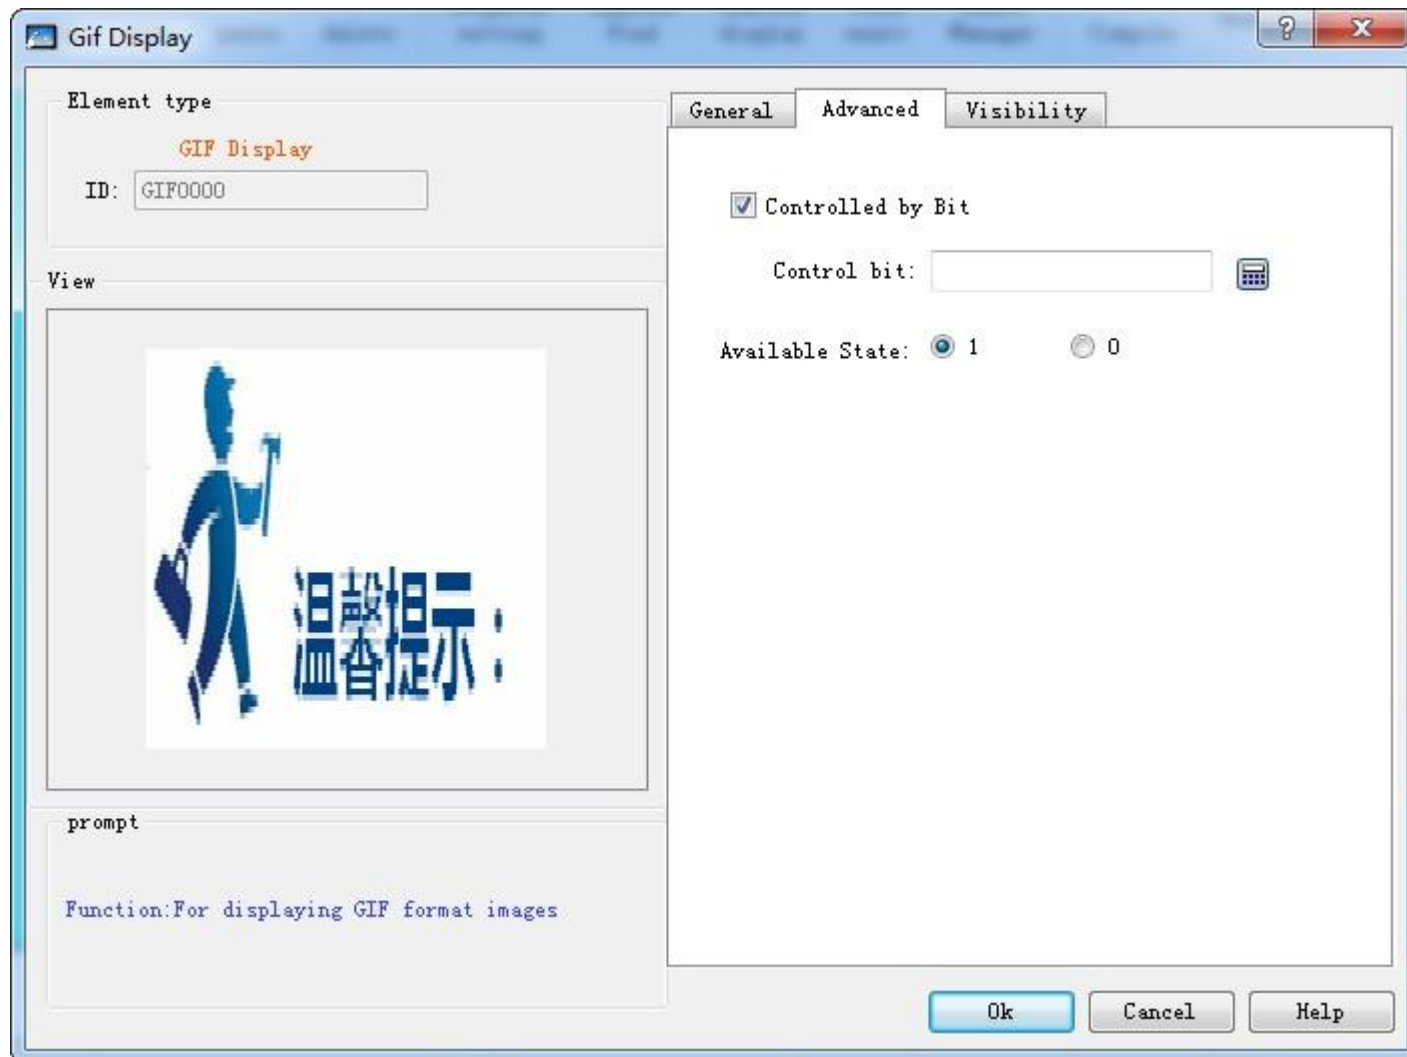 Gif Display
?
X
Element type
GIF Display
ID: GIF0000
View
温馨提示：
prompt
Function:For displaying GIF format images
General Advanced Visibility
Controlled by Bit
Control bit:
Available State: 1 0
Ok Cancel Help